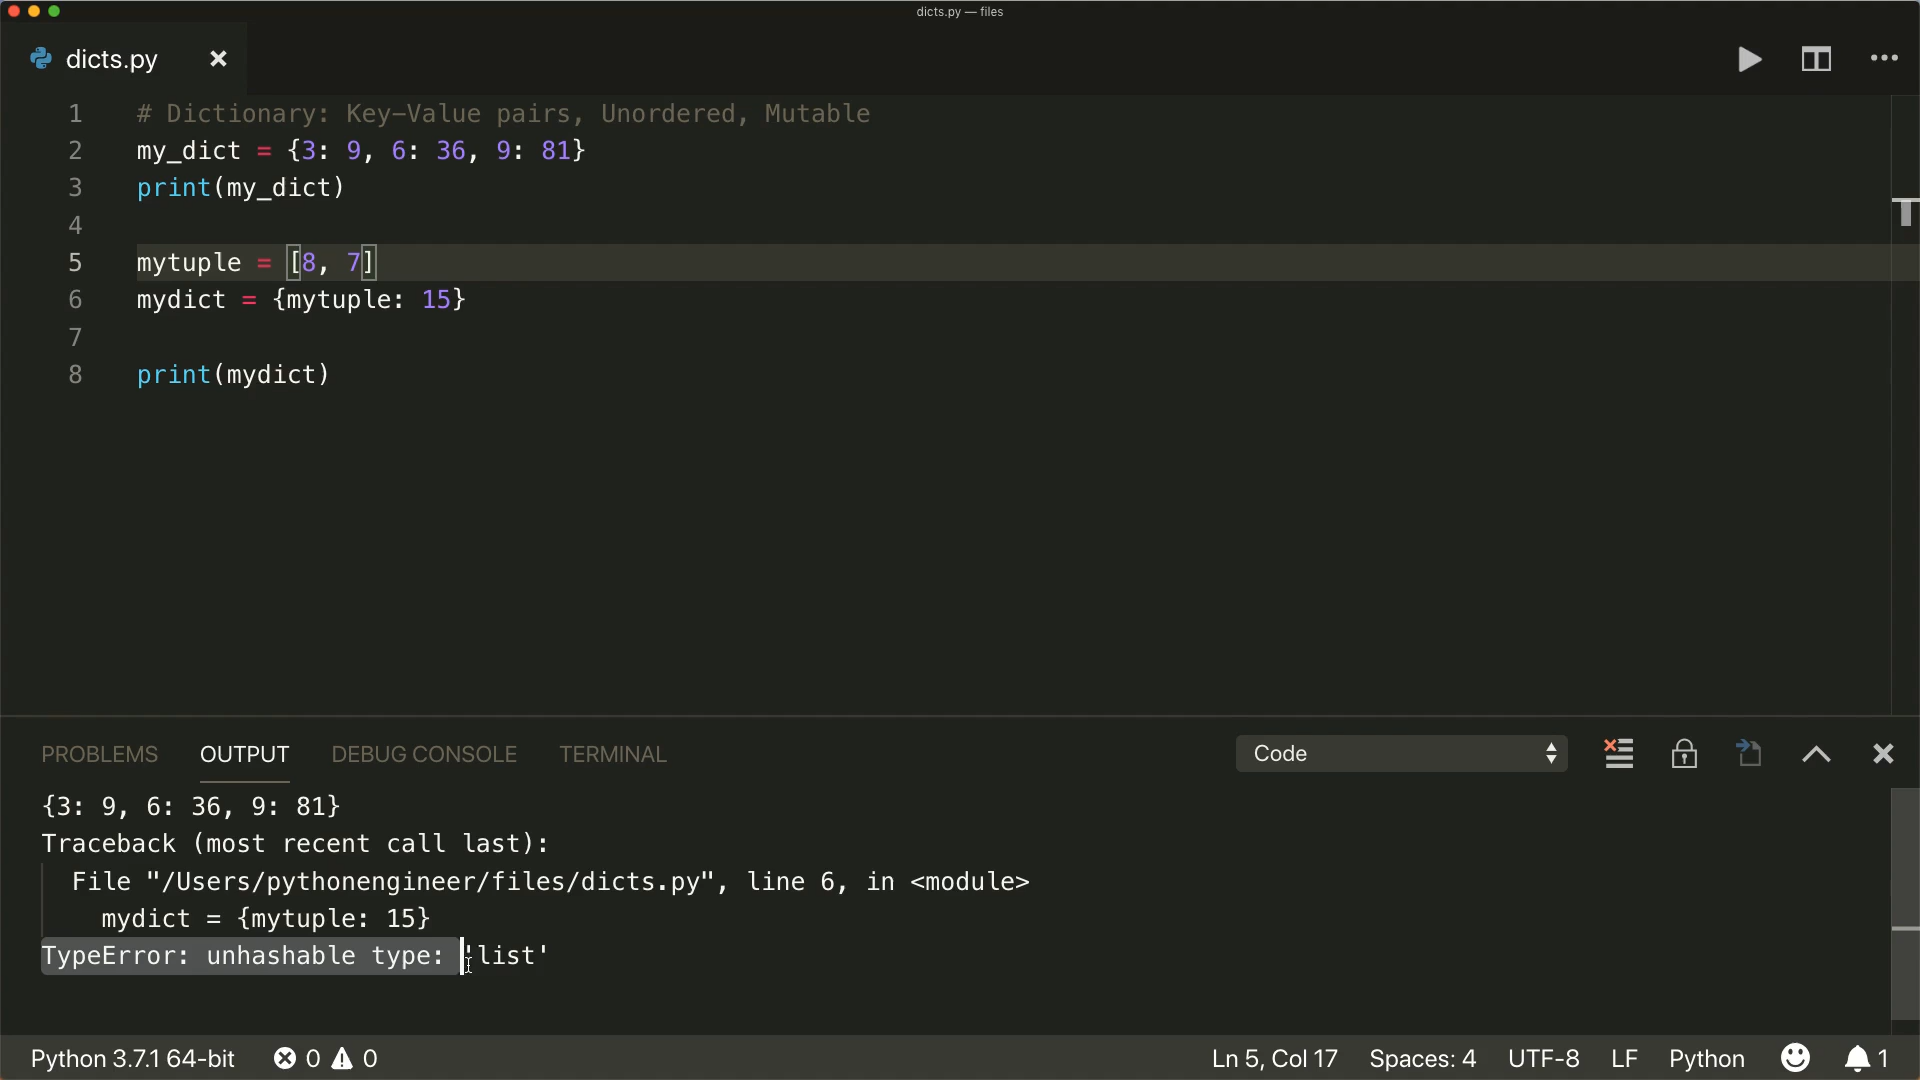 dicts.py — files
dicts.py
1 # Dictionary: Key-Value pairs, Unordered, Mutable
2 my_dict = {3: 9, 6: 36, 9: 81}
3 print(my_dict)
4
5 mytuple = [8, 7]
6 mydict = {mytuple: 15}
7
8 print(mydict)
PROBLEMS OUTPUT DEBUG CONSOLE TERMINAL Code
{3: 9, 6: 36, 9: 81}
Traceback (most recent call last):
File "/Users/pythonengineer/files/dicts.py", line 6, in <module>
mydict = {mytuple: 15}
TypeError: unhashable type: 'list'
Python 3.7.1 64-bit 0 0 Ln 5, Col 17 Spaces: 4 UTF-8 LF Python 1